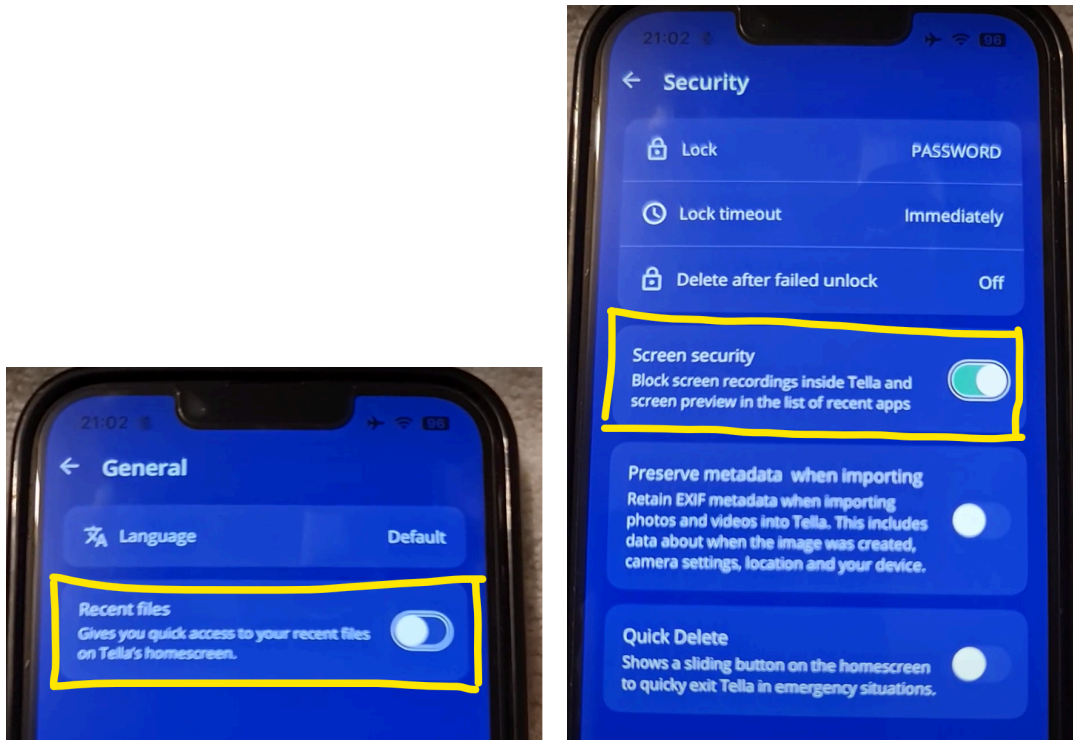 21:02
96
General
Language
Default
Recent files
Gives you quick access to your recent files
on Tella's homescreen.
21:02
96
Security
Lock
PASSWORD
Lock timeout
Immediately
Delete after failed unlock
Off
Screen security
Block screen recordings inside Tella and
screen preview in the list of recent apps
Preserve metadata when importing
Retain EXIF metadata when importing
photos and videos into Tella. This includes
data about when the image was created,
camera settings, location and your device.
Quick Delete
Shows a sliding button on the homescreen
to quicky exit Tella in emergency situations.